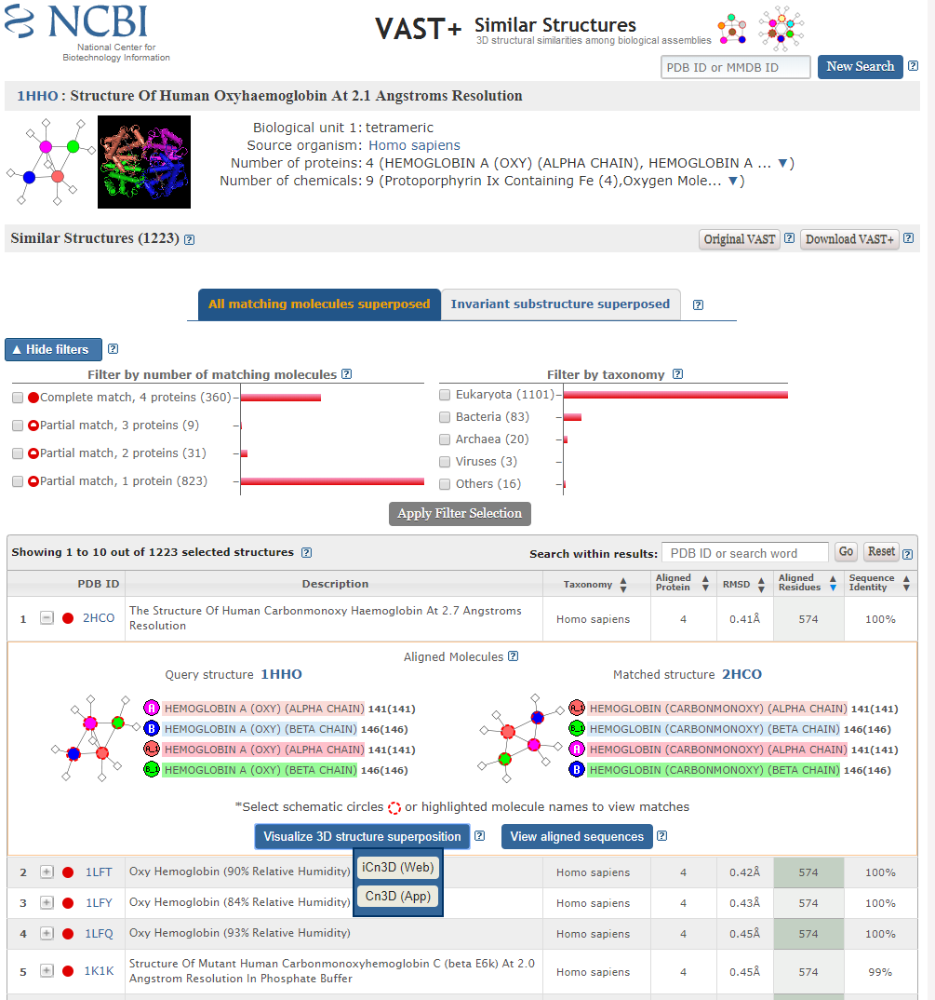 NCBI
National Center for
Biotechnology Information
VAST+ Similar Structures
3D structural similarities among biological assemblies
PDB ID or MMDB ID New Search ?
1HHO : Structure Of Human Oxyhaemoglobin At 2.1 Angstroms Resolution
Biological unit 1: tetrameric
Source organism: Homo sapiens
Number of proteins: 4 (HEMOGLOBIN A (OXY) (ALPHA CHAIN), HEMOGLOBIN A ... ▼)
Number of chemicals: 9 (Protoporphyrin Ix Containing Fe (4),Oxygen Mole... ▼)
Similar Structures (1223) ? Original VAST ? Download VAST+ ?
All matching molecules superposed Invariant substructure superposed ?
▲ Hide filters ?
Filter by number of matching molecules ?
Complete match, 4 proteins (360)
Partial match, 3 proteins (9)
Partial match, 2 proteins (31)
Partial match, 1 protein (823)
Filter by taxonomy ?
Eukaryota (1101)
Bacteria (83)
Archaea (20)
Viruses (3)
Others (16)
Apply Filter Selection
Showing 1 to 10 out of 1223 selected structures ? Search within results: PDB ID or search word Go Reset ?
PDB ID Description Taxonomy Aligned Protein RMSD Aligned Residues Sequence Identity
1 2HCO The Structure Of Human Carbonmonoxy Haemoglobin At 2.7 Angstroms Homo sapiens 4 0.41Å 574 100%
Resolution
Aligned Molecules ?
Query structure 1HHO
A HEMOGLOBIN A (OXY) (ALPHA CHAIN) 141(141)
B HEMOGLOBIN A (OXY) (BETA CHAIN) 146(146)
A_1 HEMOGLOBIN A (OXY) (ALPHA CHAIN) 141(141)
B_1 HEMOGLOBIN A (OXY) (BETA CHAIN) 146(146)
Matched structure 2HCO
A_1 HEMOGLOBIN (CARBONMONOXY) (ALPHA CHAIN) 141(141)
B_1 HEMOGLOBIN (CARBONMONOXY) (BETA CHAIN) 146(146)
A HEMOGLOBIN (CARBONMONOXY) (ALPHA CHAIN) 141(141)
B HEMOGLOBIN (CARBONMONOXY) (BETA CHAIN) 146(146)
*Select schematic circles or highlighted molecule names to view matches
Visualize 3D structure superposition ? View aligned sequences ?
iCn3D (Web)
Cn3D (App)
2 1LFT Oxy Hemoglobin (90% Relative Humidity) Homo sapiens 4 0.42Å 574 100%
3 1LFY Oxy Hemoglobin (84% Relative Humidity) Homo sapiens 4 0.43Å 574 100%
4 1LFQ Oxy Hemoglobin (93% Relative Humidity) Homo sapiens 4 0.45Å 574 100%
5 1K1K Structure Of Mutant Human Carbonmonoxyhemoglobin C (beta E6k) At 2.0 Homo sapiens 4 0.45Å 574 99%
Angstrom Resolution In Phosphate Buffer